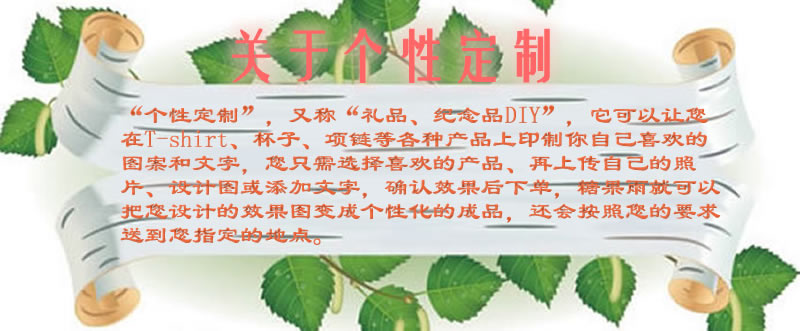 关于个性定制
“个性定制”，又称“礼品、纪念品DIY”，它可以让您
在T-shirt、杯子、项链等各种产品上印制你自己喜欢的
图案和文字，您只需选择喜欢的产品、再上传自己的照
片、设计图或添加文字，确认效果后下单，糖果雨就可以
把您设计的效果图变成个性化的成品，还会按照您的要求
送到您指定的地点。